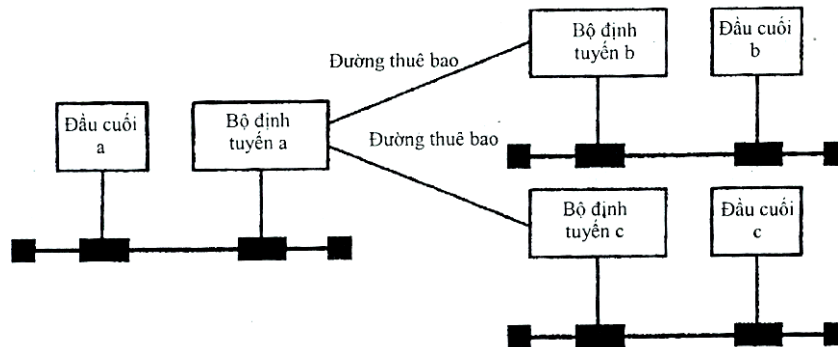 Bộ định
tuyến b
Đầu cuối
b
Đường thuê bao
Đầu cuối
a
Bộ định
tuyến a
Đường thuê bao
Bộ định
tuyến c
Đầu cuối
c